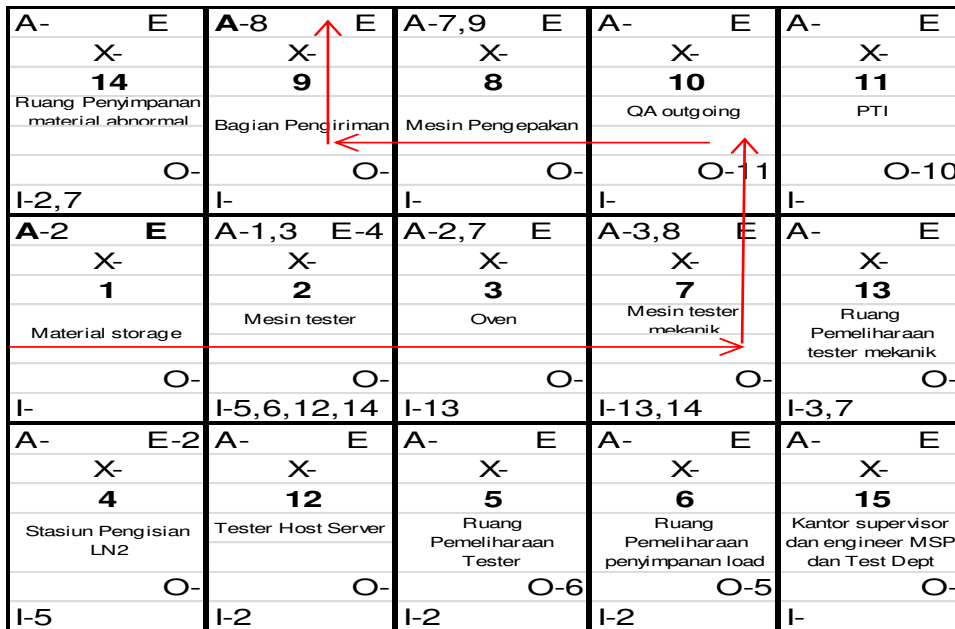 A- E A-8 E A-7,9 E A- E A- E
X- X- X- X- X-
14 9 8 10 11
Ruang Penyimpanan
material abnormal
Bagian Pengiriman
Mesin Pengepakan
QA outgoing
PTI
O- O- O- O-11 O-10
I-2,7 I- I- I- I-
A-2 E A-1,3 E-4 A-2,7 E A-3,8 E A- E
X- X- X- X- X-
1 2 3 7 13
Material storage
Mesin tester
Oven
Mesin tester
mekanik
Ruang
Pemeliharaan
tester mekanik
O- O- O- O- O-
I- I-5,6,12,14 I-13 I-13,14 I-3,7
A- E-2 A- E A- E A- E A- E
X- X- X- X- X-
4 12 5 6 15
Stasiun Pengisian
LN2
Tester Host Server
Ruang
Pemeliharaan
Tester
Ruang
Pemeliharaan
penyimpanan load
Kantor supervisor
dan engineer MSP
dan Test Dept
O- O- O-6 O-5 O-
I-5 I-2 I-2 I-2 I-